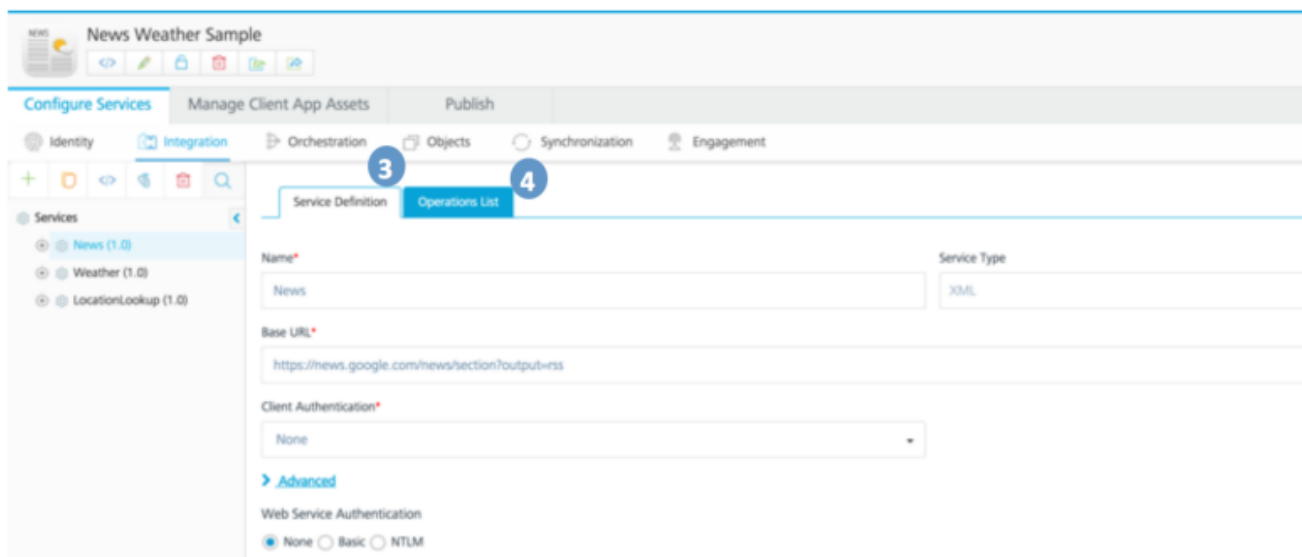 NEWS
News Weather Sample
Configure Services Manage Client App Assets Publish
Identity Integration Orchestration Objects Synchronization Engagement
3 4
Service Definition Operations List
Services
News (1.0)
Weather (1.0)
LocationLookup (1.0)
Name* Service Type
News XML
Base URL*
https://news.google.com/news/section?output=rss
Client Authentication*
None
Advanced
Web Service Authentication
None Basic NTLM